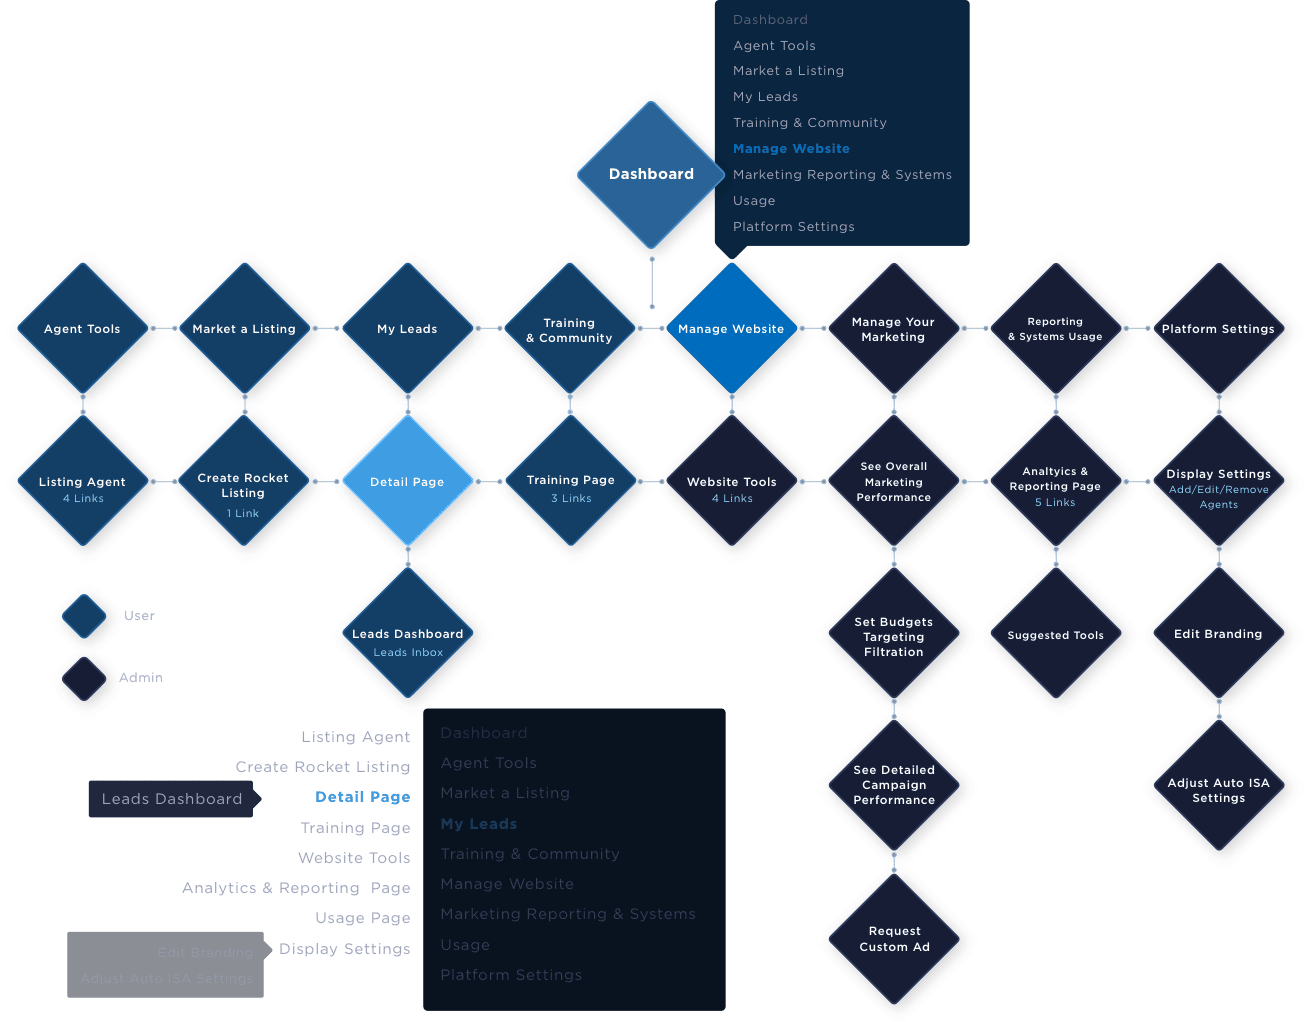 Dashboard
Agent Tools
Market a Listing
My Leads
Training & Community
Manage Website
Marketing Reporting & Systems
Usage
Platform Settings
Dashboard
Agent Tools
Market a Listing
My Leads
Training
& Community
Manage Website
Manage Your
Marketing
Reporting
& Systems Usage
Platform Settings
Listing Agent
4 Links
Create Rocket
Listing
1 Link
Detail Page
Training Page
3 Links
Website Tools
4 Links
See Overall
Marketing
Performance
Analtyics &
Reporting Page
5 Links
Display Settings
Add/Edit/Remove
Agents
User
Admin
Leads Dashboard
Leads Inbox
Set Budgets
Targeting
Filtration
Suggested Tools
Edit Branding
See Detailed
Campaign
Performance
Adjust Auto ISA
Settings
Request
Custom Ad
Listing Agent
Create Rocket Listing
Detail Page
Training Page
Website Tools
Analytics & Reporting Page
Usage Page
Display Settings
Leads Dashboard
Edit Branding
Adjust Auto ISA Settings
Dashboard
Agent Tools
Market a Listing
My Leads
Training & Community
Manage Website
Marketing Reporting & Systems
Usage
Platform Settings